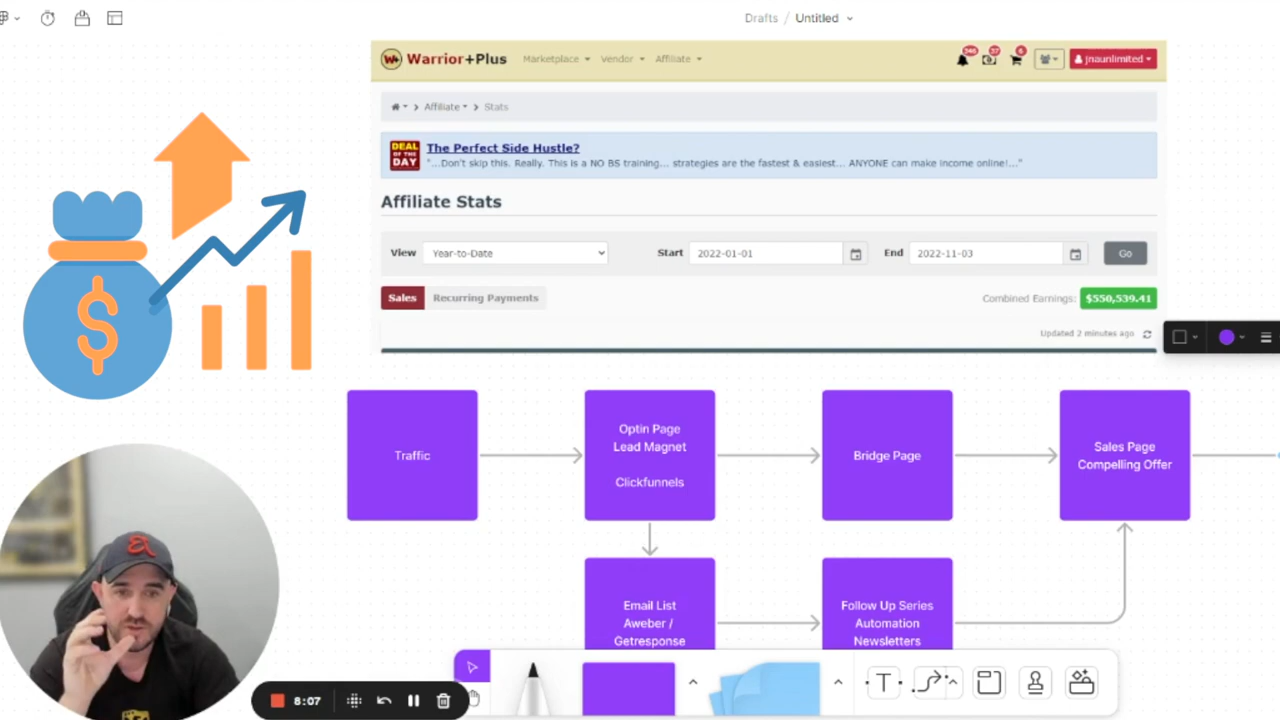 Drafts / Untitled
Warrior+Plus
Marketplace
Vendor
Affiliate
346
37
6
jnaunlimited
Affiliate
Stats
DEAL
OF THE
DAY
The Perfect Side Hustle?
"...Don't skip this. Really. This is a NO BS training... strategies are the fastest & easiest... ANYONE can make income online!..."
Affiliate Stats
View
Year-to-Date
Start
2022-01-01
End
2022-11-03
Go
Sales
Recurring Payments
Combined Earnings:
$550,539.41
Updated 2 minutes ago
$
Traffic
Optin Page
Lead Magnet
Clickfunnels
Bridge Page
Sales Page
Compelling Offer
Email List
Aweber /
Getresponse
Follow Up Series
Automation
Newsletters
8:07
T